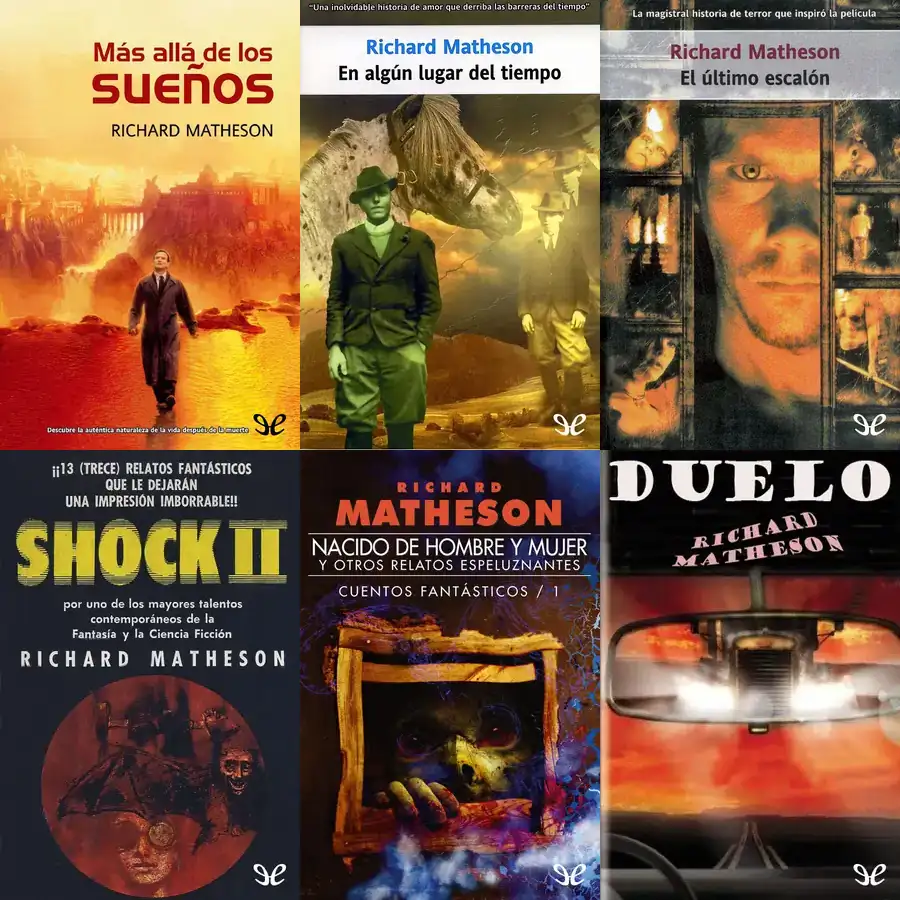 Más allá de los
sueños
RICHARD MATHESON
Descubre la auténtica naturaleza de la vida después de la muerte
"Una inolvidable historia de amor que derriba las barreras del tiempo"
Richard Matheson
En algún lugar del tiempo
La magistral historia de terror que inspiró la película
Richard Matheson
El último escalón
¡¡13 (TRECE) RELATOS FANTÁSTICOS
QUE LE DEJARÁN
UNA IMPRESIÓN IMBORRABLE!!
SHOCK II
por uno de los mayores talentos
contemporáneos de la
Fantasía y la Ciencia Ficción
RICHARD MATHESON
RICHARD
MATHESON
NACIDO DE HOMBRE Y MUJER
Y OTROS RELATOS ESPELUZNANTES
CUENTOS FANTÁSTICOS / 1
DUELO
RICHARD
MATHESON